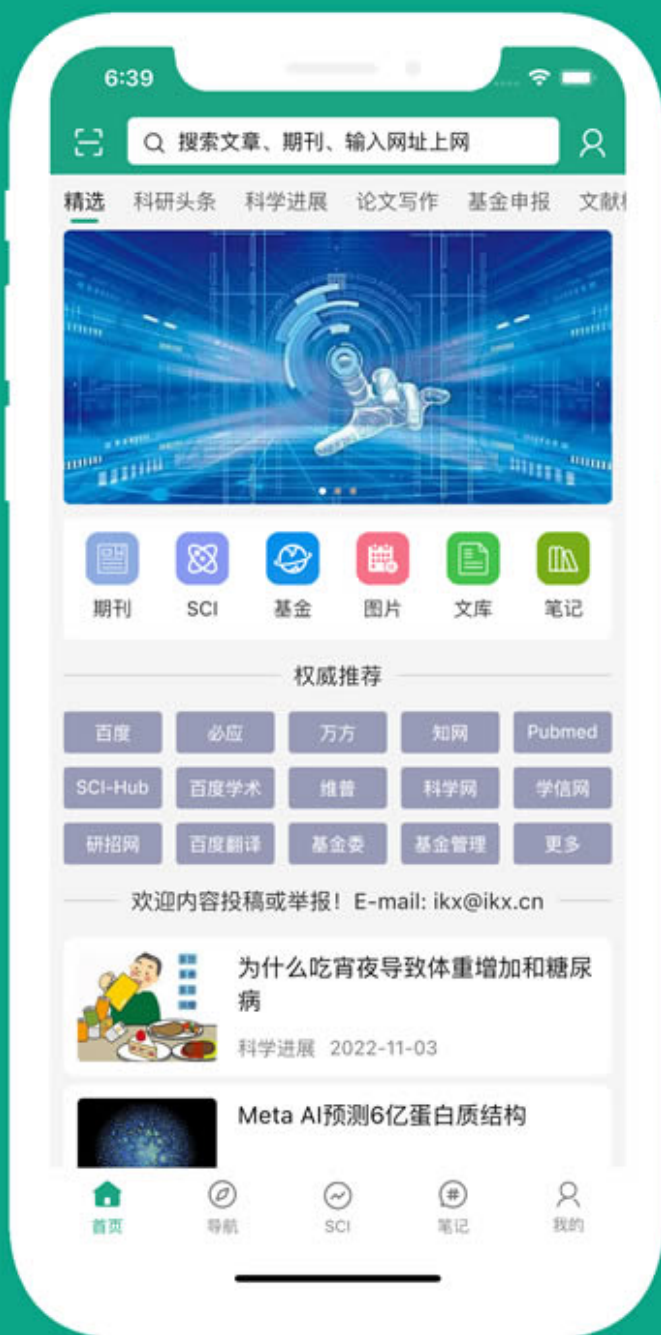 6:39
搜索文章、期刊、输入网址上网
精选 科研头条 科学进展 论文写作 基金申报 文献
期刊 SCI 基金 图片 文库 笔记
权威推荐
百度 必应 万方 知网 Pubmed
SCI-Hub 百度学术 维普 科学网 学信网
研招网 百度翻译 基金委 基金管理 更多
欢迎内容投稿或举报！E-mail: ikx@ikx.cn
为什么吃宵夜导致体重增加和糖尿
病
科学进展 2022-11-03
Meta AI预测6亿蛋白质结构
首页 导航 SCI 笔记 我的